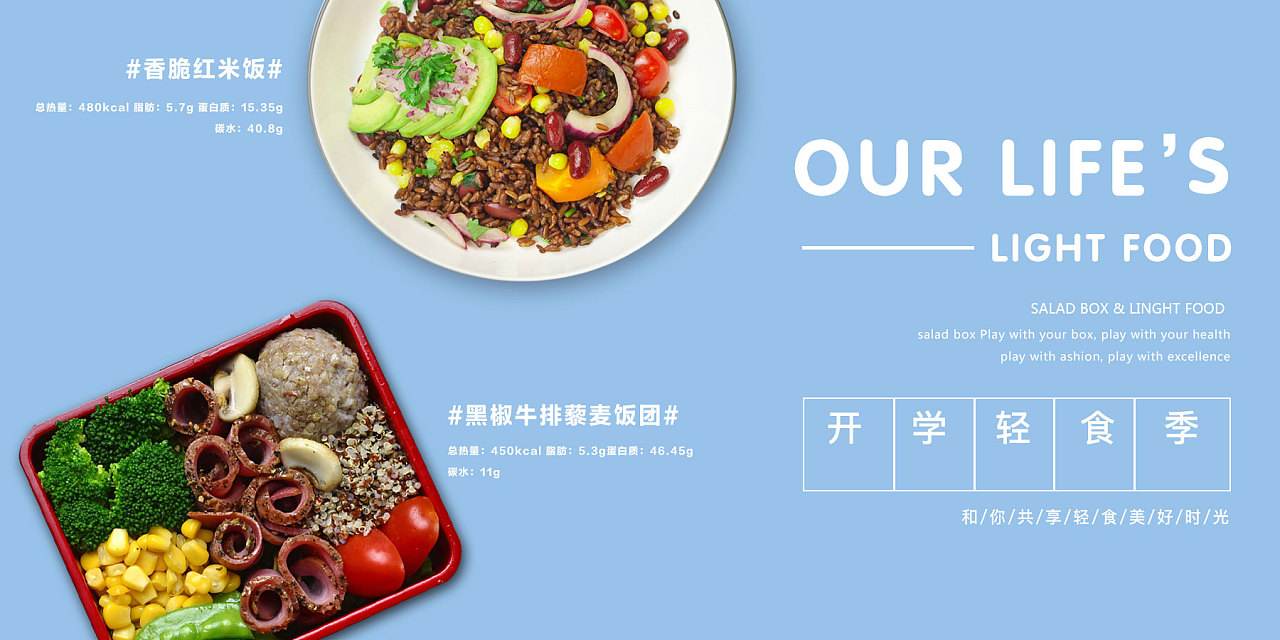 #香脆红米饭#
总热量：480kcal 脂肪：5.7g 蛋白质：15.35g
碳水：40.8g
#黑椒牛排藜麦饭团#
总热量：450kcal 脂肪：5.3g蛋白质：46.45g
碳水：11g
OUR LIFE’S
LIGHT FOOD
SALAD BOX & LINGHT FOOD
salad box Play with your box, play with your health
play with ashion, play with excellence
开学轻食季
和/你/共/享/轻/食/美/好/时/光